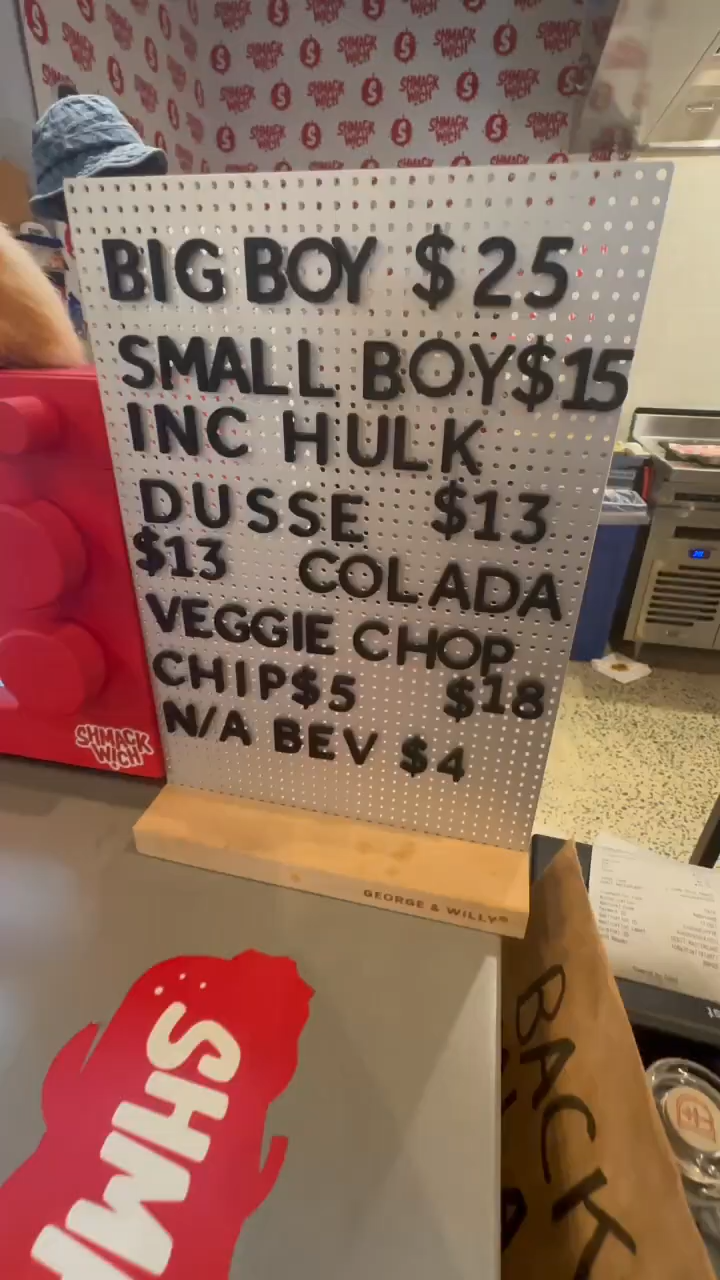 SHMACK WICH
BIG BOY $25
SMALL BOY $15
INC HULK
DUSSE $13
$13 COLADA
VEGGIE CHOP
CHIP $5 $18
N/A BEV $4
SHMACK
WICH
GEORGE & WILLY®
SHM
BACK